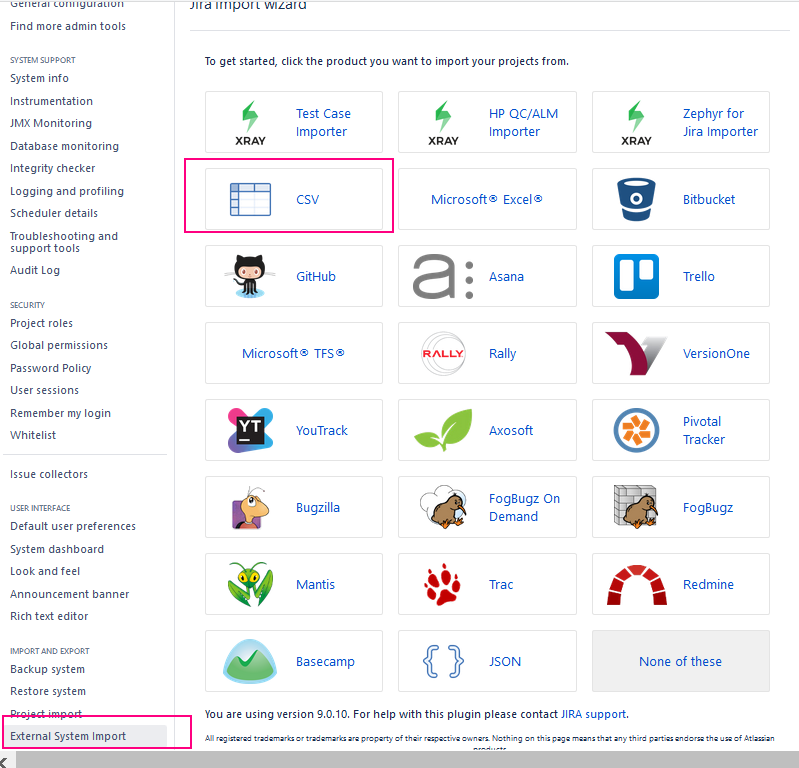 General configuration
Find more admin tools
SYSTEM SUPPORT
System info
Instrumentation
JMX Monitoring
Database monitoring
Integrity checker
Logging and profiling
Scheduler details
Troubleshooting and
support tools
Audit Log
SECURITY
Project roles
Global permissions
Password Policy
User sessions
Remember my login
Whitelist
Issue collectors
USER INTERFACE
Default user preferences
System dashboard
Look and feel
Announcement banner
Rich text editor
IMPORT AND EXPORT
Backup system
Restore system
Project import
External System Import
Jira import wizard
To get started, click the product you want to import your projects from.
XRAY
Test Case
Importer
XRAY
HP QC/ALM
Importer
XRAY
Zephyr for
Jira Importer
CSV
Microsoft® Excel®
Bitbucket
GitHub
a:
Asana
Trello
Microsoft® TFS®
RALLY
Rally
V
VersionOne
YT
YouTrack
Axosoft
Pivotal
Tracker
Bugzilla
FogBugz On
Demand
FogBugz
Mantis
Trac
Redmine
Basecamp
{ }
JSON
None of these
You are using version 9.0.10. For help with this plugin please contact JIRA support.
All registered trademarks or trademarks are property of their respective owners. Nothing on this page means that any third parties endorse the use of Atlassian
products.